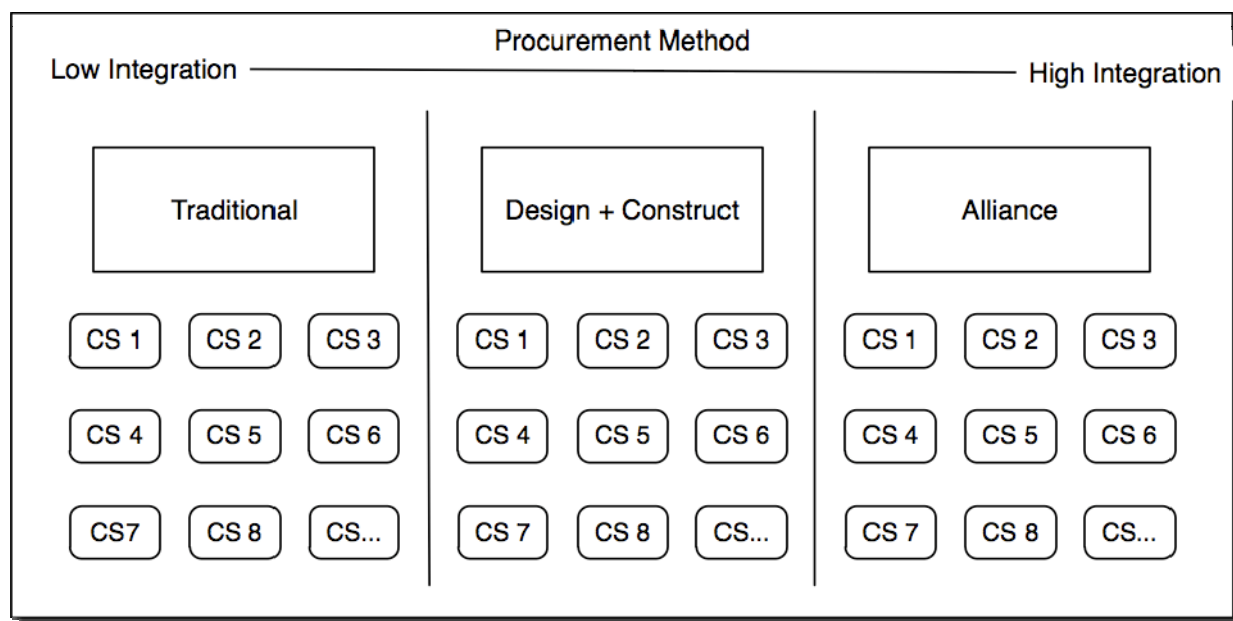 Procurement Method
Low Integration
High Integration
Traditional
Design + Construct
Alliance
CS 1 CS 2 CS 3 CS 1 CS 2 CS 3 CS 1 CS 2 CS 3
CS 4 CS 5 CS 6 CS 4 CS 5 CS 6 CS 4 CS 5 CS 6
CS7 CS 8 CS... CS 7 CS 8 CS... CS 7 CS 8 CS...